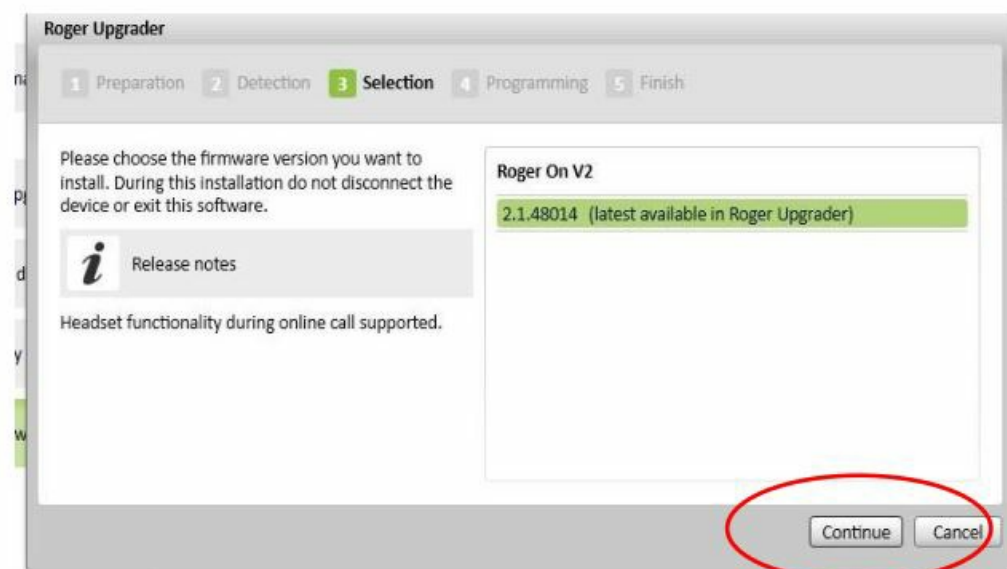 Roger Upgrader
1 Preparation 2 Detection 3 Selection 4 Programming 5 Finish
Please choose the firmware version you want to
install. During this installation do not disconnect the
device or exit this software.
i Release notes
Headset functionality during online call supported.
Roger On V2
2.1.48014 (latest available in Roger Upgrader)
Continue Cancel